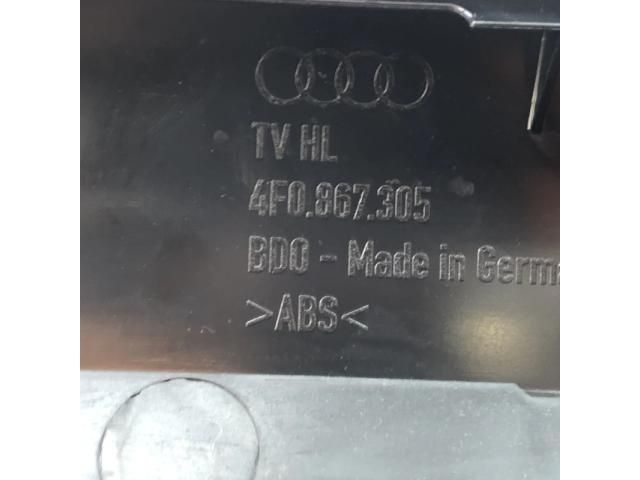 TV HL
4F0.867.305
BDO - Made in Germa
>ABS<